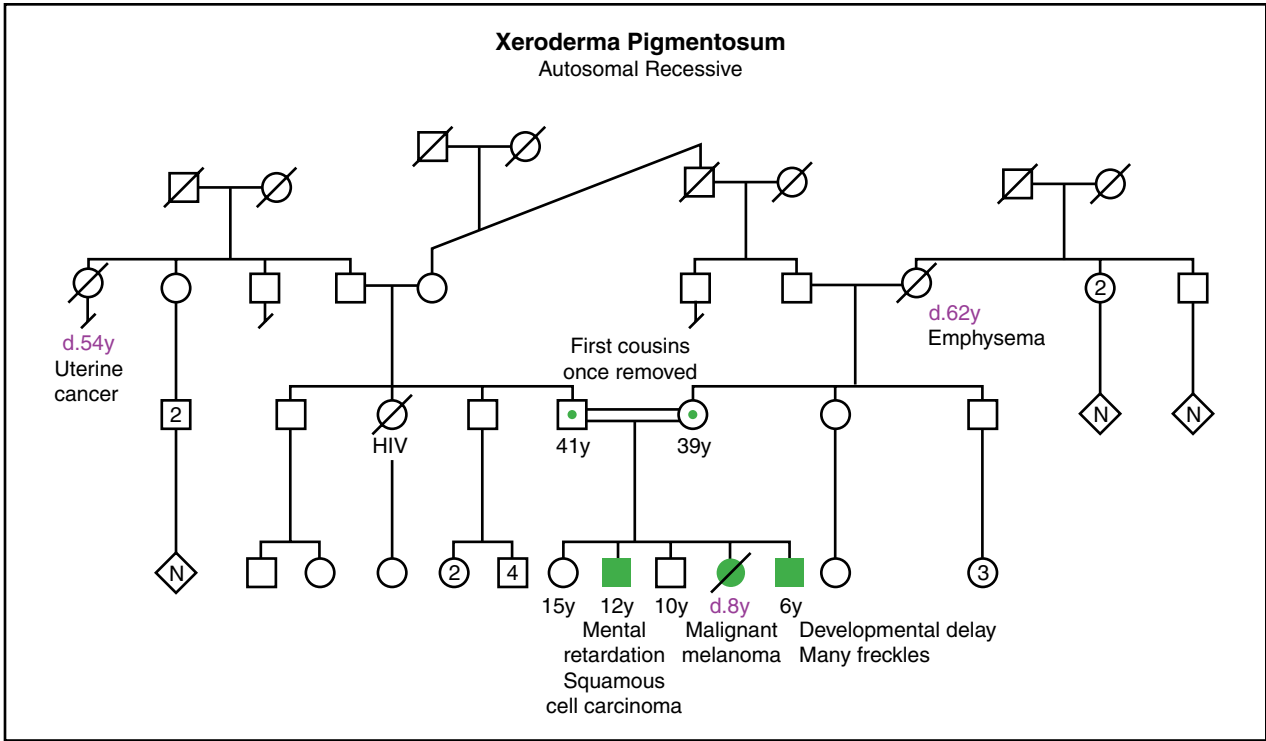 Xeroderma Pigmentosum
Autosomal Recessive
2
d.54y
Uterine
cancer
d.62y
Emphysema
First cousins
once removed
2
HIV
41y
39y
N
N
N
2
4
3
15y
12y
10y
d.8y
6y
Mental
retardation
Squamous
cell carcinoma
Malignant
melanoma
Developmental delay
Many freckles